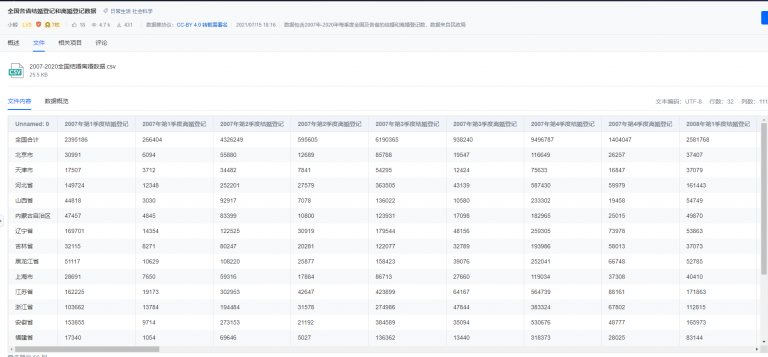 全国各省结婚登记和离婚登记数据 日常生活 社会科学
18 4.7k 431 数据集协议： CC-BY 4.0 2021/07/15 18:16 数据包含2007年-2020年每季度全国及各省的结婚和离婚登记数，数据来自民政局
概述 文件 相关项目 评论
2007-2020全国结婚离婚数据.csv
25.5 KB
文件内容 数据概览 文本编码：UTF-8 行数：32 列数：111
Unnamed: 0 2007年第1季度结婚登记 2007年第1季度离婚登记 2007年第2季度结婚登记 2007年第2季度离婚登记 2007年第3季度结婚登记 2007年第3季度离婚登记 2007年第4季度结婚登记 2007年第4季度离婚登记 2008年第1季度结婚登记
全国合计 2395186 266404 4326249 595605 6190365 938240 9496787 1404047 2581768
北京市 30991 6094 55880 12689 85788 19547 116649 26257 37407
天津市 17507 3712 34482 7841 54295 12424 75633 16847 37079
河北省 149724 12348 252201 27579 363505 43139 587430 59979 161443
山西省 44818 3030 92917 7078 136022 10580 233302 19458 54749
内蒙古自治区 47457 4845 83399 10800 123931 17098 182965 25015 49870
辽宁省 169701 14354 122525 30919 179544 48156 259305 73978 53863
吉林省 32115 8271 80247 20281 122077 32789 193986 58013 37073
黑龙江省 51117 10629 108220 25877 158423 39076 252041 66748 52785
上海市 28691 7650 59316 17884 86713 27660 119034 37308 40410
江苏省 162225 19173 302953 42647 423899 64167 564739 88161 171863
浙江省 103662 13784 194484 31578 274986 47844 383324 67802 112815
安徽省 153855 9714 273153 21192 384589 35094 530676 48777 165973
福建省 17340 1054 69646 5027 136362 13440 318373 28025 83144